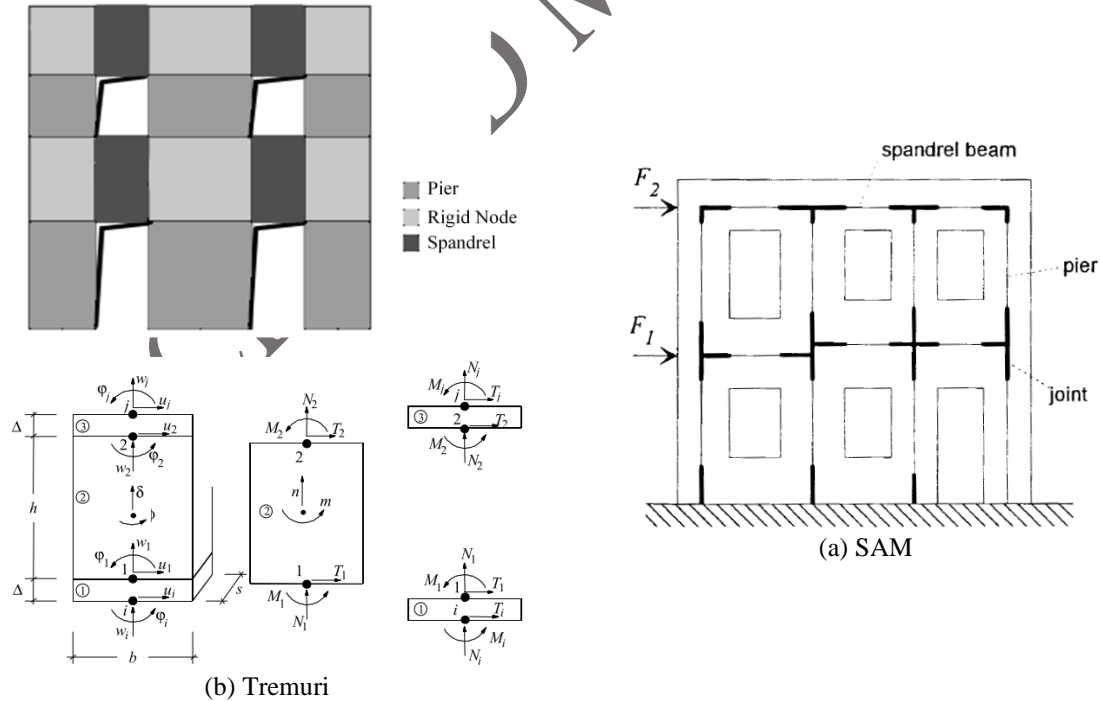 D M
Pier
Rigid Node
Spandrel
spandrel beam
F₂
pier
F₁
joint
(a) SAM
φⱼ wⱼ
j uⱼ
Δ ③ 2 u₂
w₂ φ₂
h ② δ
φ₁ w₁
1 u₁
Δ ① i uᵢ
wᵢ φᵢ
s
b
N₂
M₂ T₂
2
② n m
1 T₁
M₁ N₁
Nⱼ
Mⱼ j Tⱼ
③ 2 T₂
M₂ N₂
N₁
M₁ 1 T₁
① i Tᵢ
Mᵢ
Nᵢ
(b) Tremuri